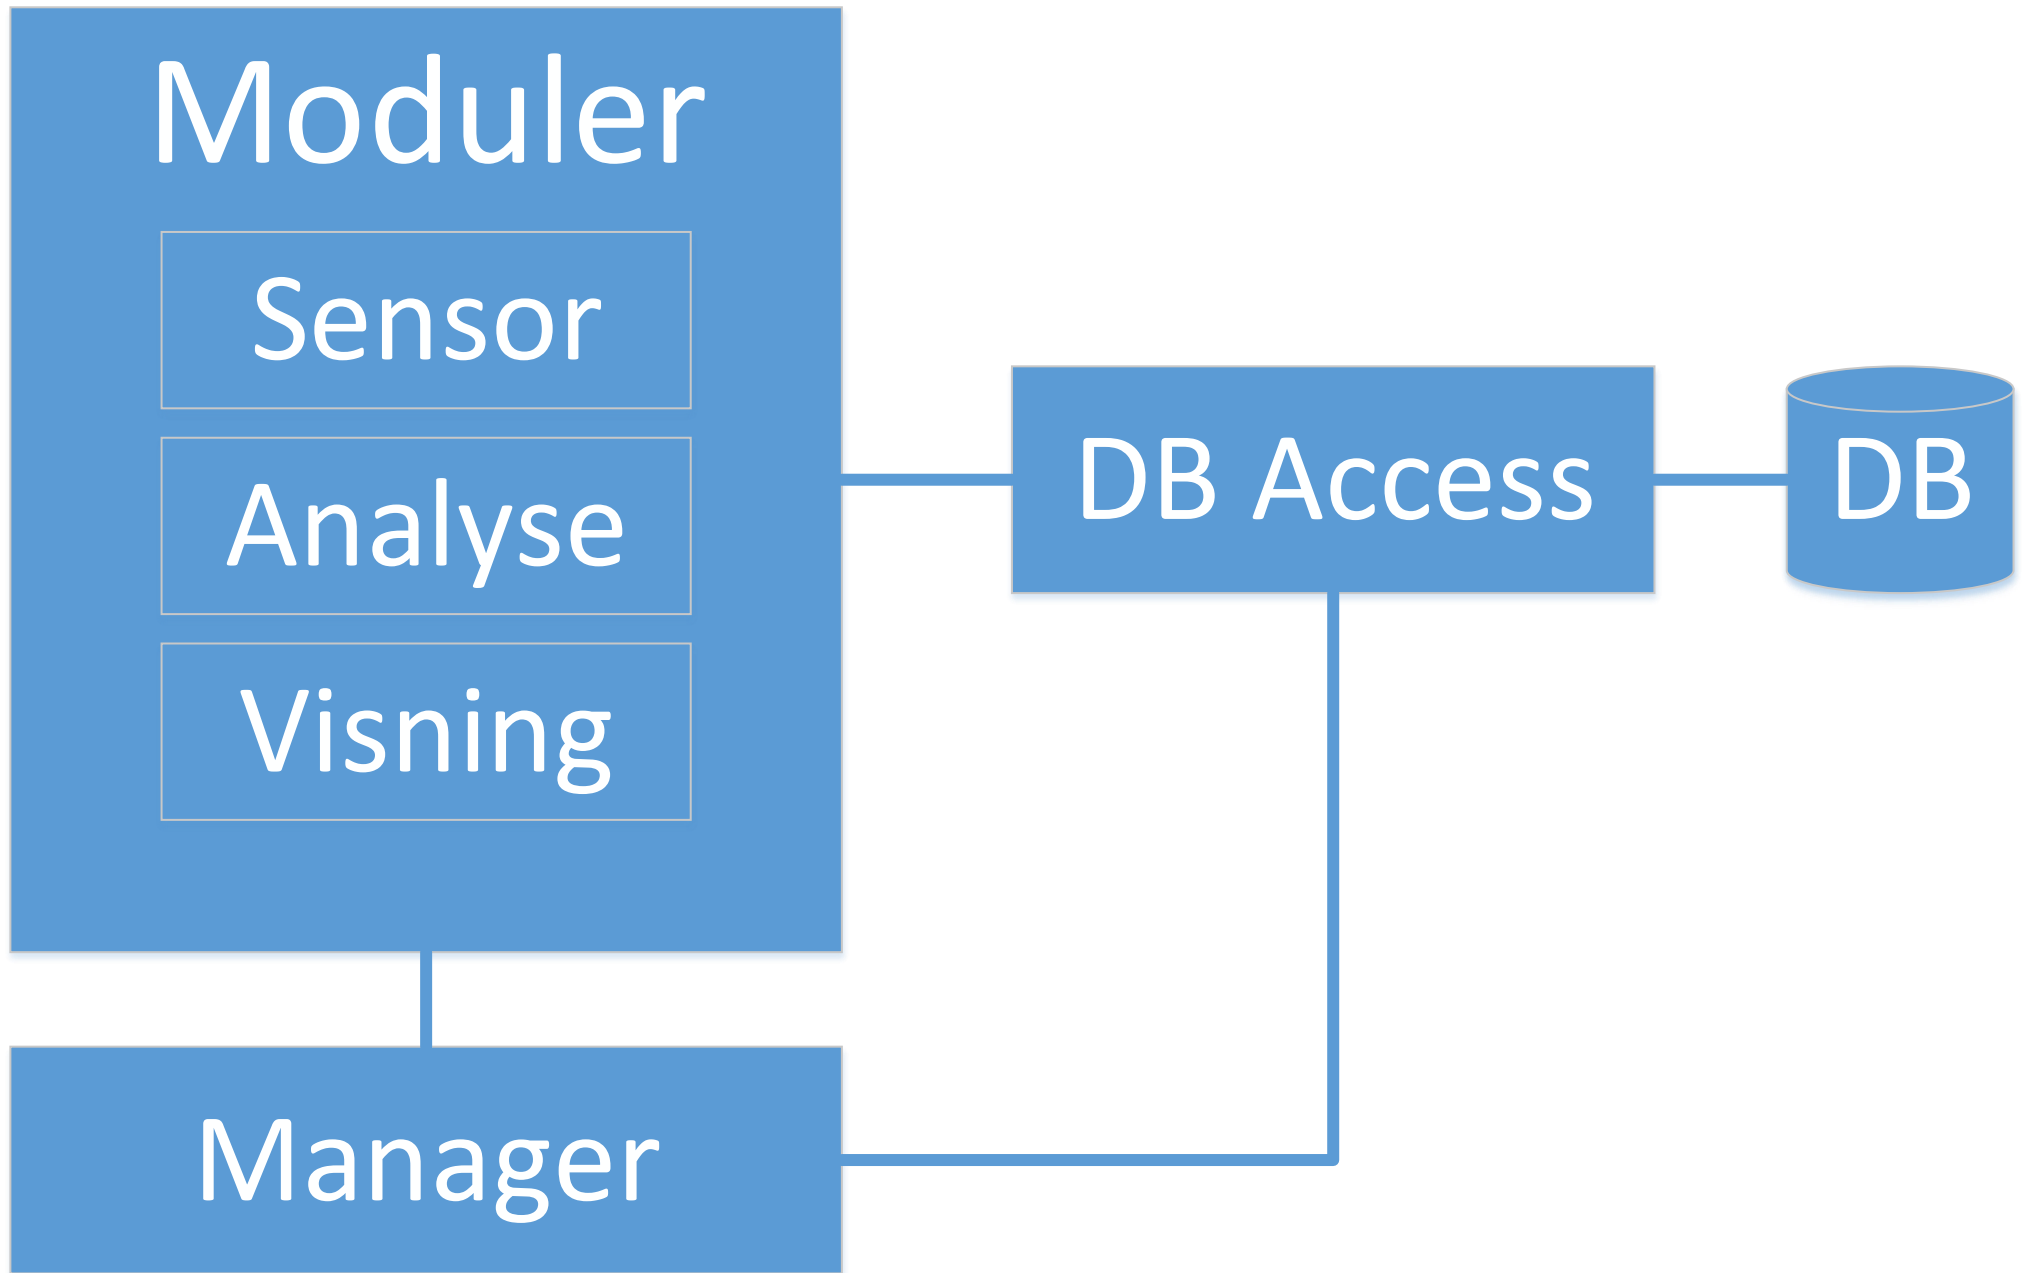 Moduler
Sensor
Analyse
Visning
DB Access
DB
Manager